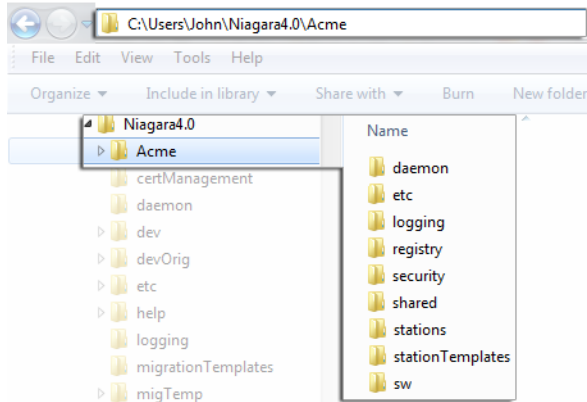 C:\Users\John\Niagara4.0\Acme
File Edit View Tools Help
Organize Include in library Share with Burn New folder
Niagara4.0
Acme
certManagement
daemon
dev
devOrig
etc
help
logging
migrationTemplates
migTemp
Name
daemon
etc
logging
registry
security
shared
stations
stationTemplates
sw